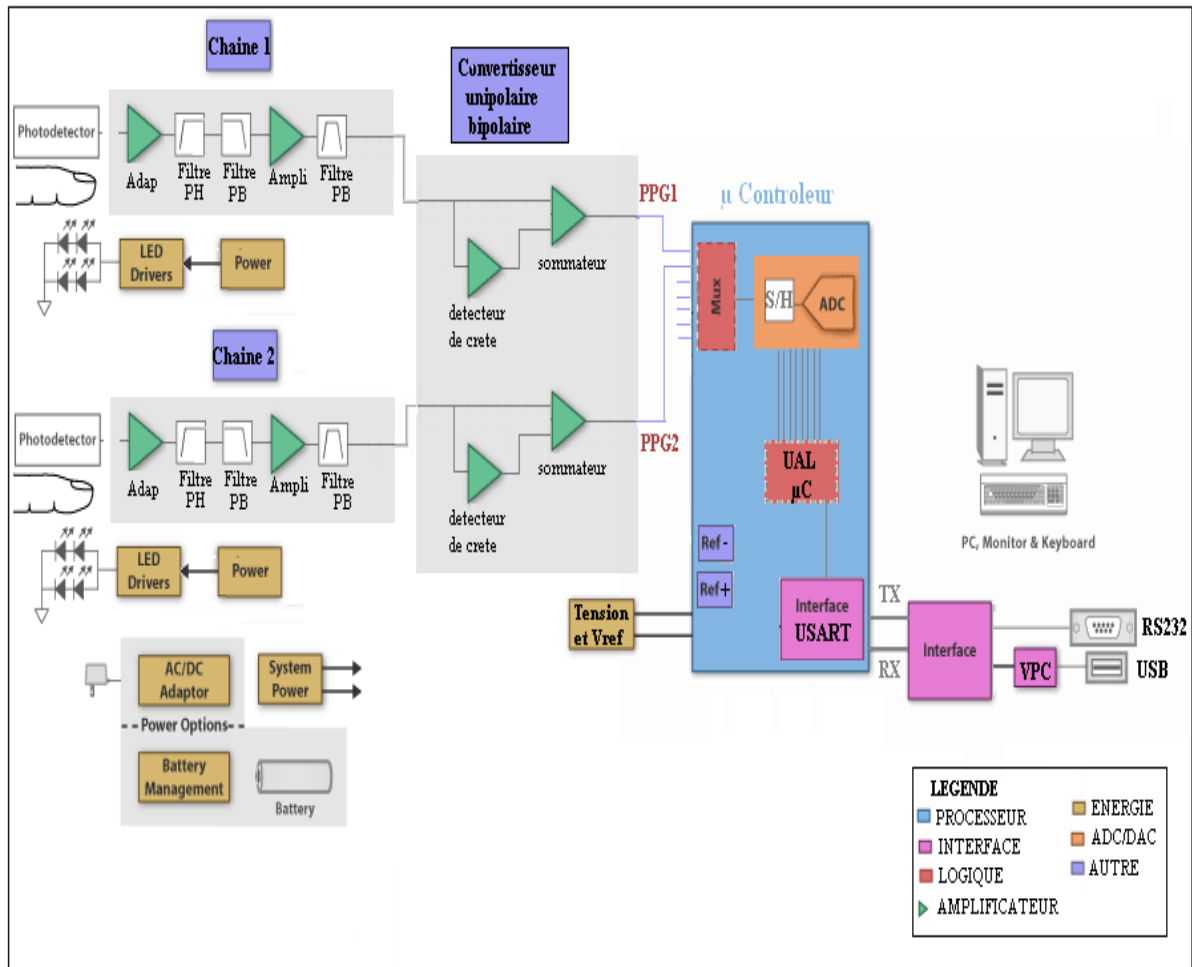 Chaine 1
Convertisseur
unipolaire
bipolaire
Photodetector
Adap
Filtre
PH
Filtre
PB
Ampli
Filtre
PB
LED
Drivers
Power
detecteur
de crete
sommateur
PPG1
µ Controleur
Mux
S/H
ADC
Chaine 2
Photodetector
Adap
Filtre
PH
Filtre
PB
Ampli
Filtre
PB
LED
Drivers
Power
detecteur
de crete
sommateur
PPG2
UAL
µC
Ref -
Ref +
Tension
et Vref
Interface
USART
TX
RX
Interface
VPC
RS232
USB
PC, Monitor & Keyboard
AC/DC
Adaptor
System
Power
Power Options
Battery
Management
Battery
LEGENDE
PROCESSEUR
INTERFACE
LOGIQUE
AMPLIFICATEUR
ENERGIE
ADC/DAC
AUTRE